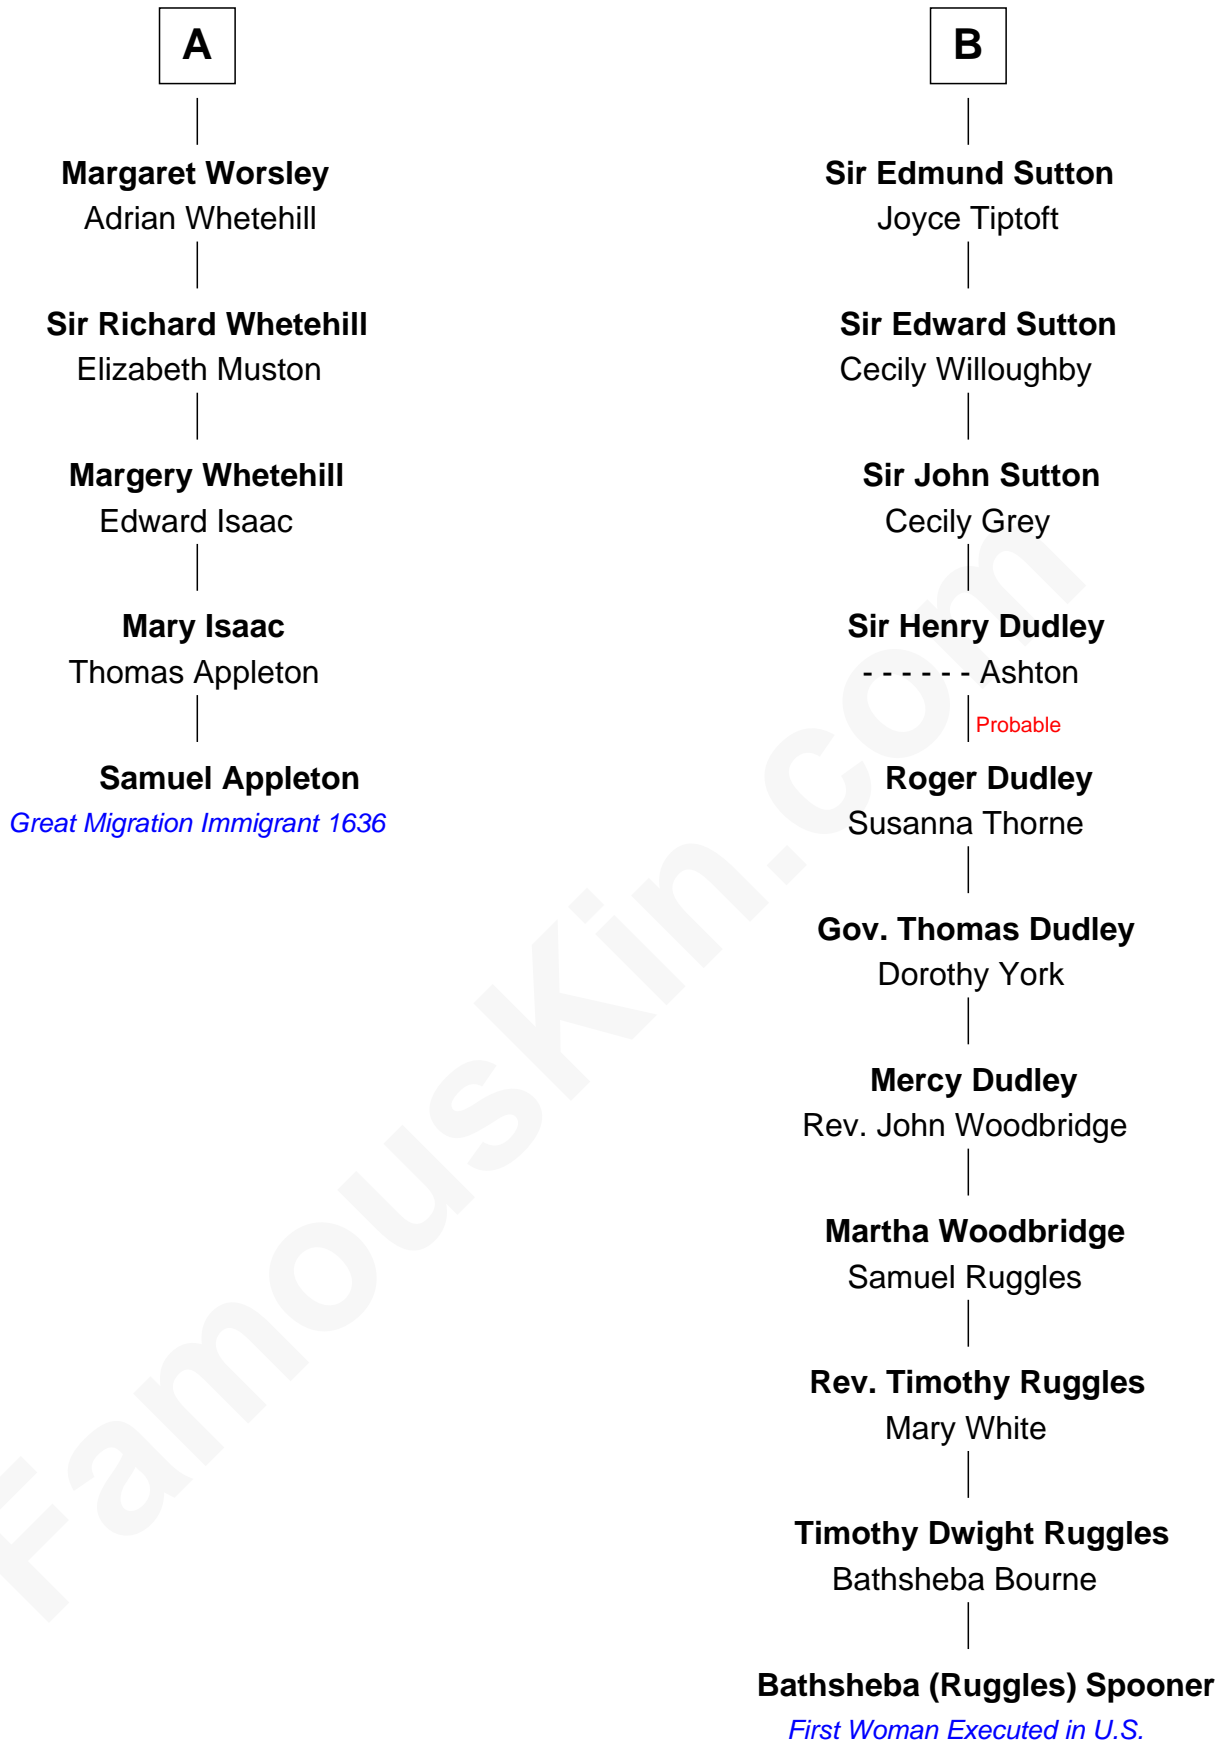 A
Margaret Worsley
Adrian Whetehill
Sir Richard Whetehill
Elizabeth Muston
Margery Whetehill
Edward Isaac
Mary Isaac
Thomas Appleton
Samuel Appleton
Great Migration Immigrant 1636
B
Sir Edmund Sutton
Joyce Tiptoft
Sir Edward Sutton
Cecily Willoughby
Sir John Sutton
Cecily Grey
Sir Henry Dudley
- - - - - - Ashton
Probable
Roger Dudley
Susanna Thorne
Gov. Thomas Dudley
Dorothy York
Mercy Dudley
Rev. John Woodbridge
Martha Woodbridge
Samuel Ruggles
Rev. Timothy Ruggles
Mary White
Timothy Dwight Ruggles
Bathsheba Bourne
Bathsheba (Ruggles) Spooner
First Woman Executed in U.S.
FamousKin.com